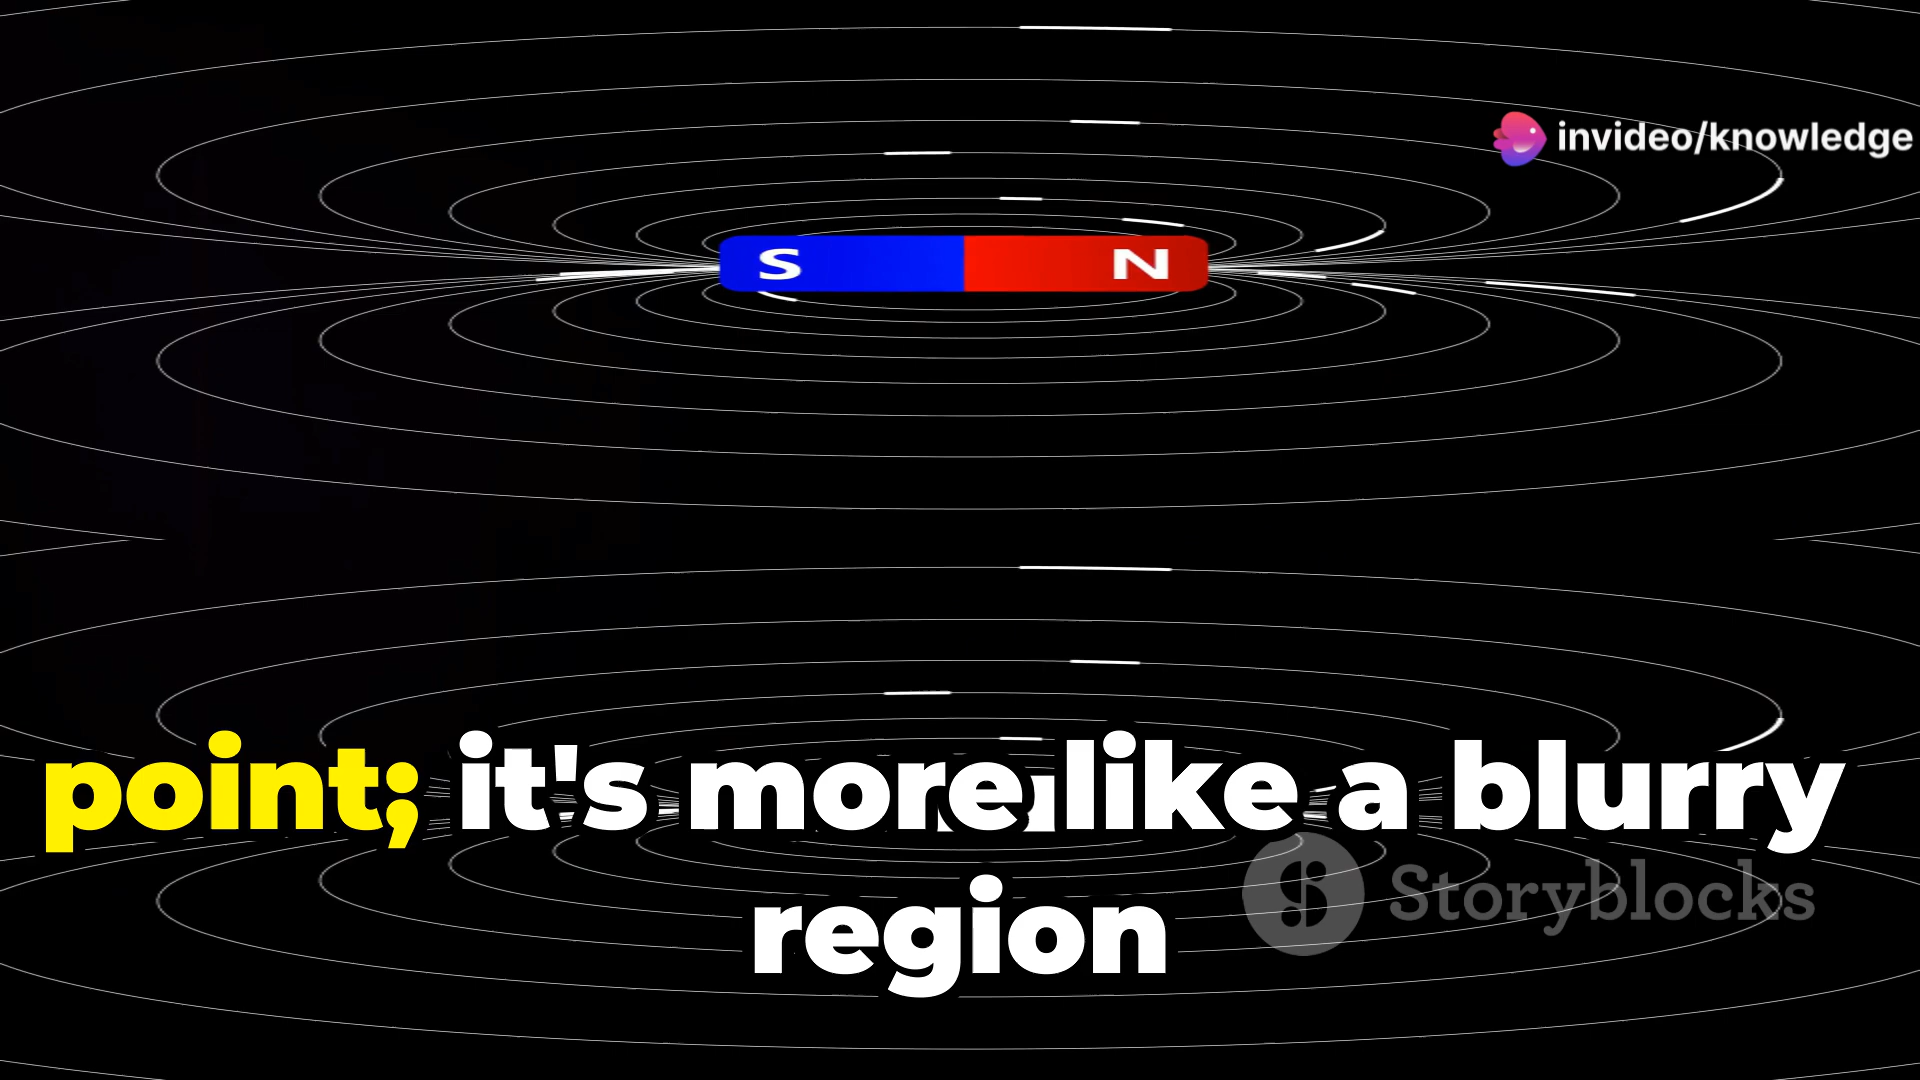 invideo/knowledge
S N
point; it's more like a blurry
region
Storyblocks